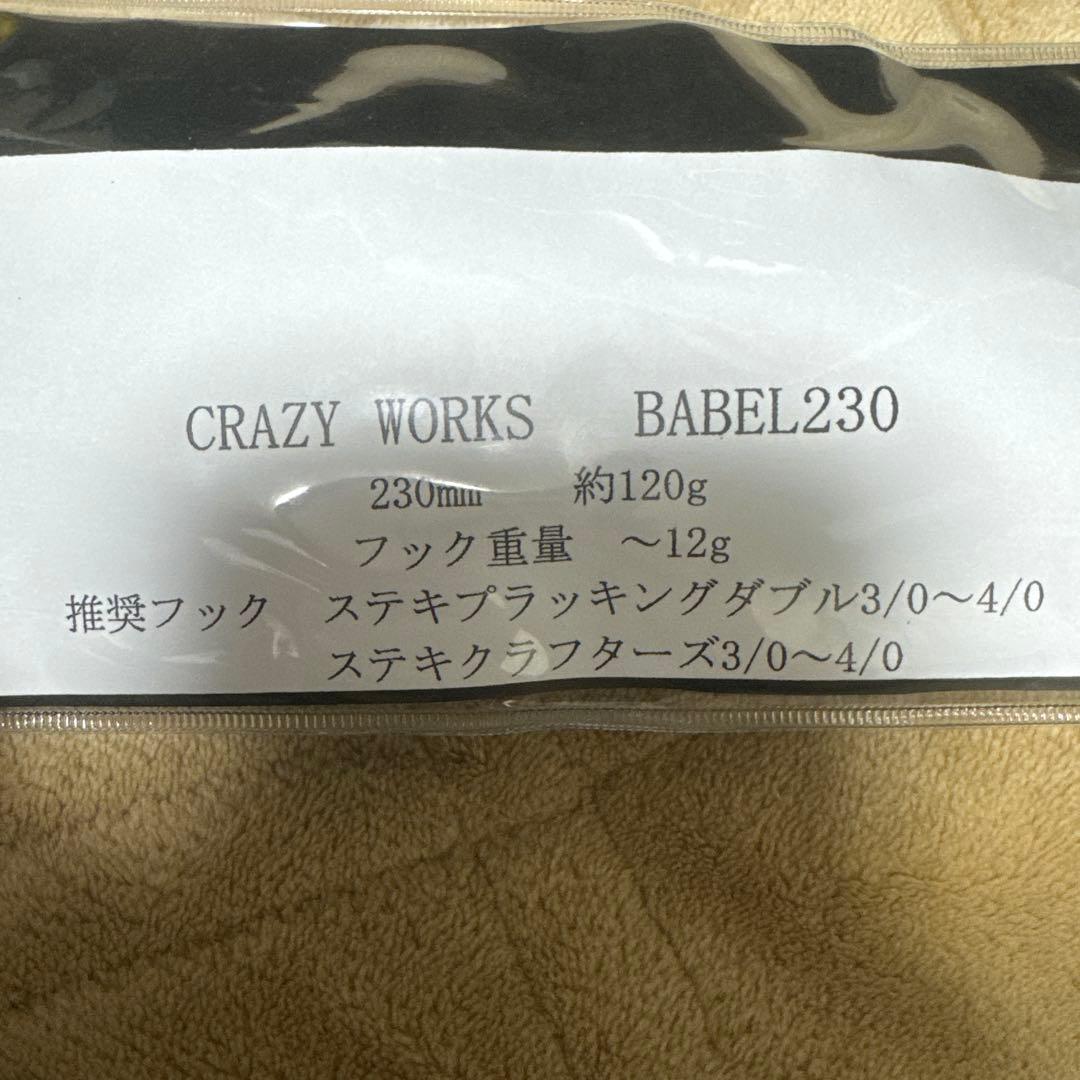 CRAZY WORKS　　BABEL230
230mm　　約120g
フック重量　～12g
推奨フック　ステキプラッキングダブル3/0～4/0
ステキクラフターズ3/0～4/0